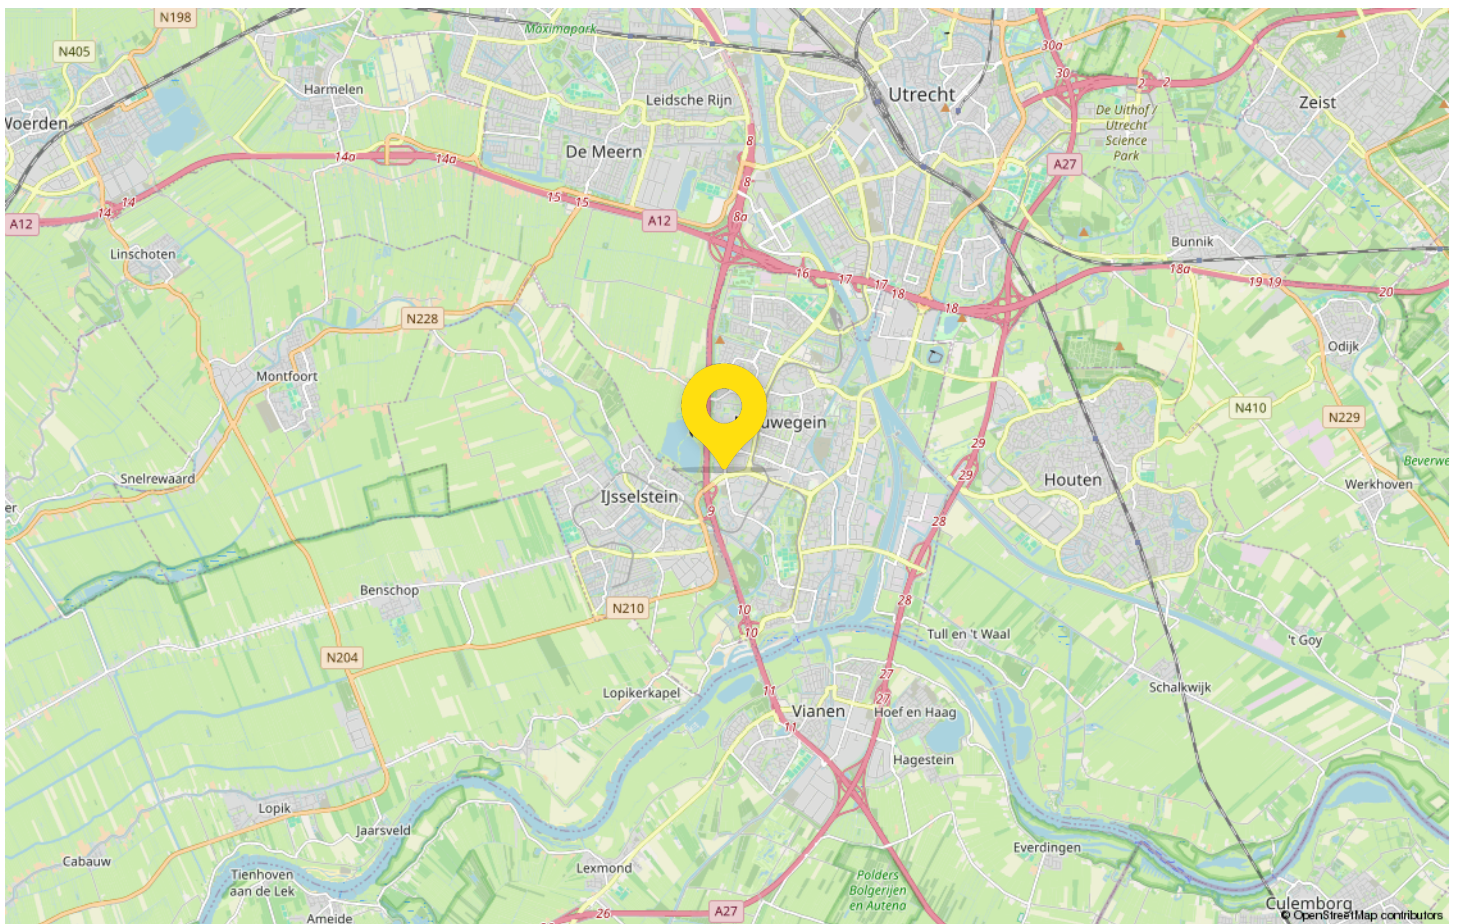 N198
Maximapark
N405
30a
Harmelen
Leidsche Rijn
Utrecht
30
2
2
De Uithof /
Utrecht
Science
Park
Zeist
Woerden
De Meern
8
14a
14a
A27
8
15
15
14
14
A12
A12
8a
Linschoten
Bunnik
16
17
17
18
18
18a
19
19
20
N228
Odijk
Montfoort
N410
N229
uwegein
29
29
Snelrewaard
Houten
Beverwe
Werkhoven
er
IJsselstein
9
28
Benschop
N210
10
10
28
Tull en 't Waal
't Goy
N204
27
27
Lopikerkapel
11
11
Vianen
Hoef en Haag
Schalkwijk
Hagestein
Lopik
Jaarsveld
Cabauw
Everdingen
Lexmond
Tienhoven
aan de Lek
Polders
Bolgerijen
en Autena
Ameide
26
A27
Culemborg
© OpenStreetMap contributors